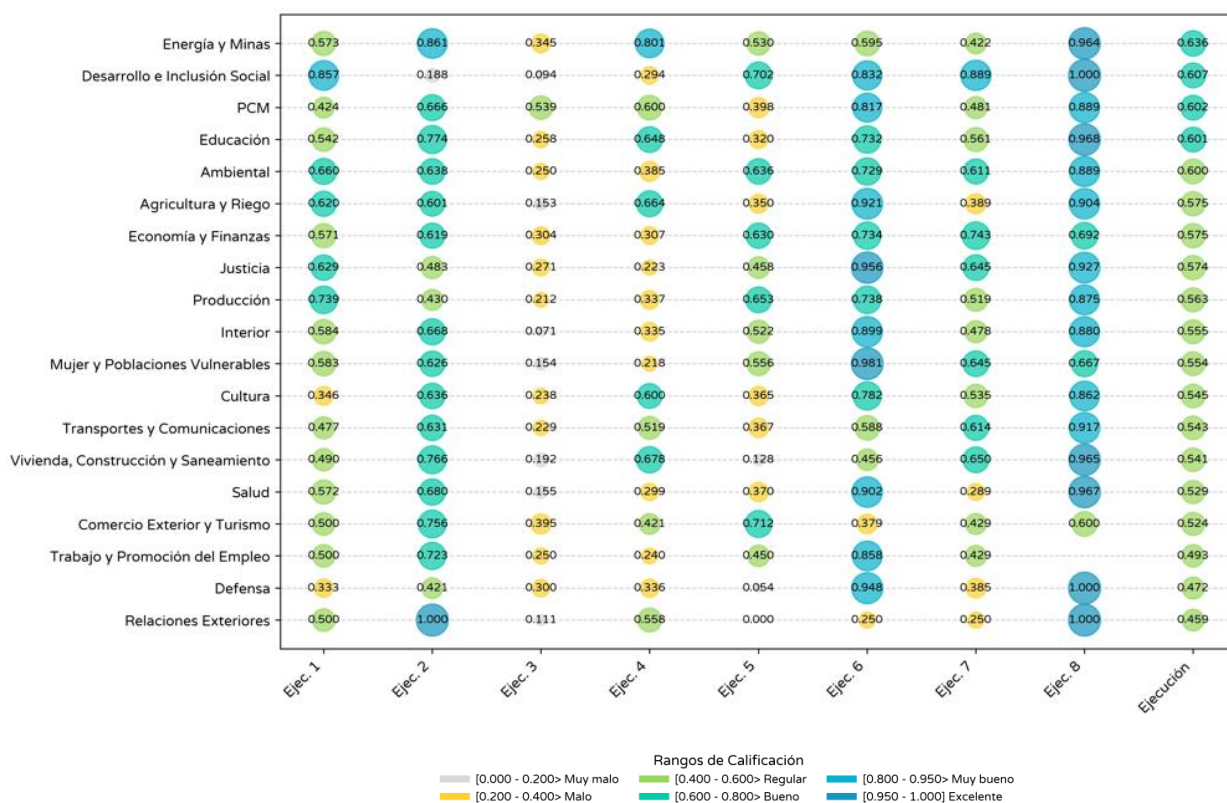 Energía y Minas 0.573 0.861 0.345 0.801 0.530 0.595 0.422 0.964 0.636
Desarrollo e Inclusión Social 0.857 0.188 0.094 0.294 0.702 0.832 0.889 1.000 0.607
PCM 0.424 0.666 0.539 0.600 0.398 0.817 0.481 0.889 0.602
Educación 0.542 0.774 0.258 0.648 0.320 0.732 0.561 0.968 0.601
Ambiental 0.660 0.638 0.250 0.385 0.636 0.729 0.611 0.889 0.600
Agricultura y Riego 0.620 0.601 0.153 0.664 0.350 0.921 0.389 0.904 0.575
Economía y Finanzas 0.571 0.619 0.304 0.307 0.630 0.734 0.743 0.692 0.575
Justicia 0.629 0.483 0.271 0.223 0.458 0.956 0.645 0.927 0.574
Producción 0.739 0.430 0.212 0.337 0.653 0.738 0.519 0.875 0.563
Interior 0.584 0.668 0.071 0.335 0.522 0.899 0.478 0.880 0.555
Mujer y Poblaciones Vulnerables 0.583 0.626 0.154 0.218 0.556 0.981 0.645 0.667 0.554
Cultura 0.346 0.636 0.238 0.600 0.365 0.782 0.535 0.862 0.545
Transportes y Comunicaciones 0.477 0.631 0.229 0.519 0.367 0.588 0.614 0.917 0.543
Vivienda, Construcción y Saneamiento 0.490 0.766 0.192 0.678 0.128 0.456 0.650 0.965 0.541
Salud 0.572 0.680 0.155 0.299 0.370 0.902 0.289 0.967 0.529
Comercio Exterior y Turismo 0.500 0.756 0.395 0.421 0.712 0.379 0.429 0.600 0.524
Trabajo y Promoción del Empleo 0.500 0.723 0.250 0.240 0.450 0.858 0.429 0.493
Defensa 0.333 0.421 0.300 0.336 0.054 0.948 0.385 1.000 0.472
Relaciones Exteriores 0.500 1.000 0.111 0.558 0.000 0.250 0.250 1.000 0.459
Ejec. 1 Ejec. 2 Ejec. 3 Ejec. 4 Ejec. 5 Ejec. 6 Ejec. 7 Ejec. 8 Ejecución
Rangos de Calificación
[0.000 - 0.200> Muy malo [0.400 - 0.600> Regular [0.800 - 0.950> Muy bueno
[0.200 - 0.400> Malo [0.600 - 0.800> Bueno [0.950 - 1.000] Excelente